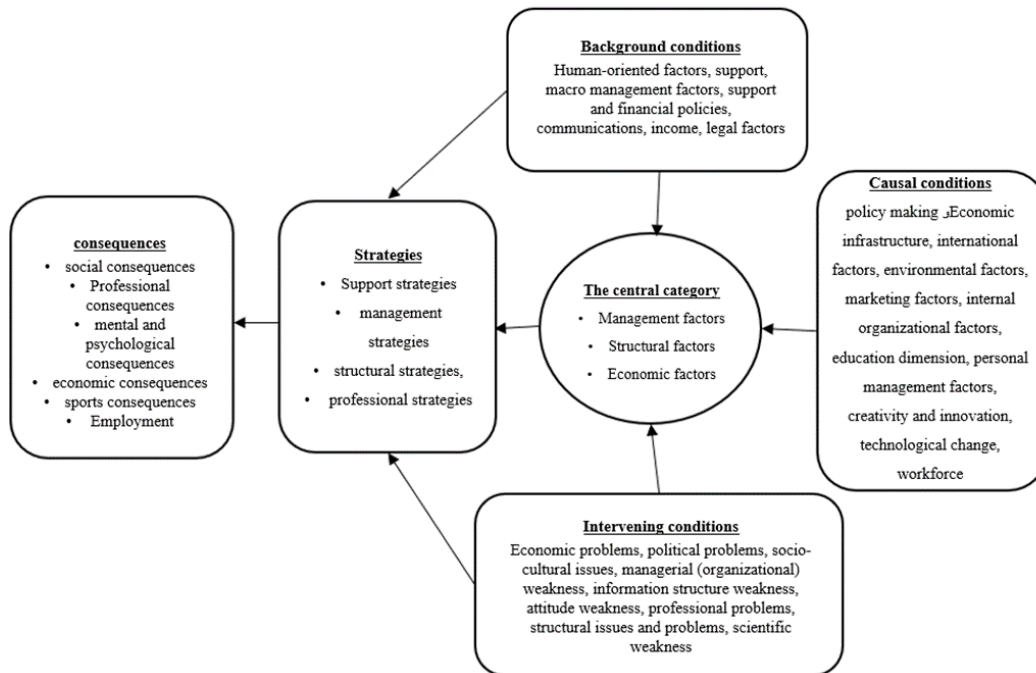 Background conditions
Human-oriented factors, support,
macro management factors, support
and financial policies,
communications, income, legal factors
Causal conditions
policy making و Economic
infrastructure, international
factors, environmental factors,
marketing factors, internal
organizational factors,
education dimension, personal
management factors,
creativity and innovation,
technological change,
workforce
consequences
• social consequences
• Professional
consequences
• mental and
psychological
consequences
• economic consequences
• sports consequences
• Employment
Strategies
• Support strategies
• management
strategies
• structural strategies,
• professional strategies
The central category
• Management factors
• Structural factors
• Economic factors
Intervening conditions
Economic problems, political problems, socio-
cultural issues, managerial (organizational)
weakness, information structure weakness,
attitude weakness, professional problems,
structural issues and problems, scientific
weakness